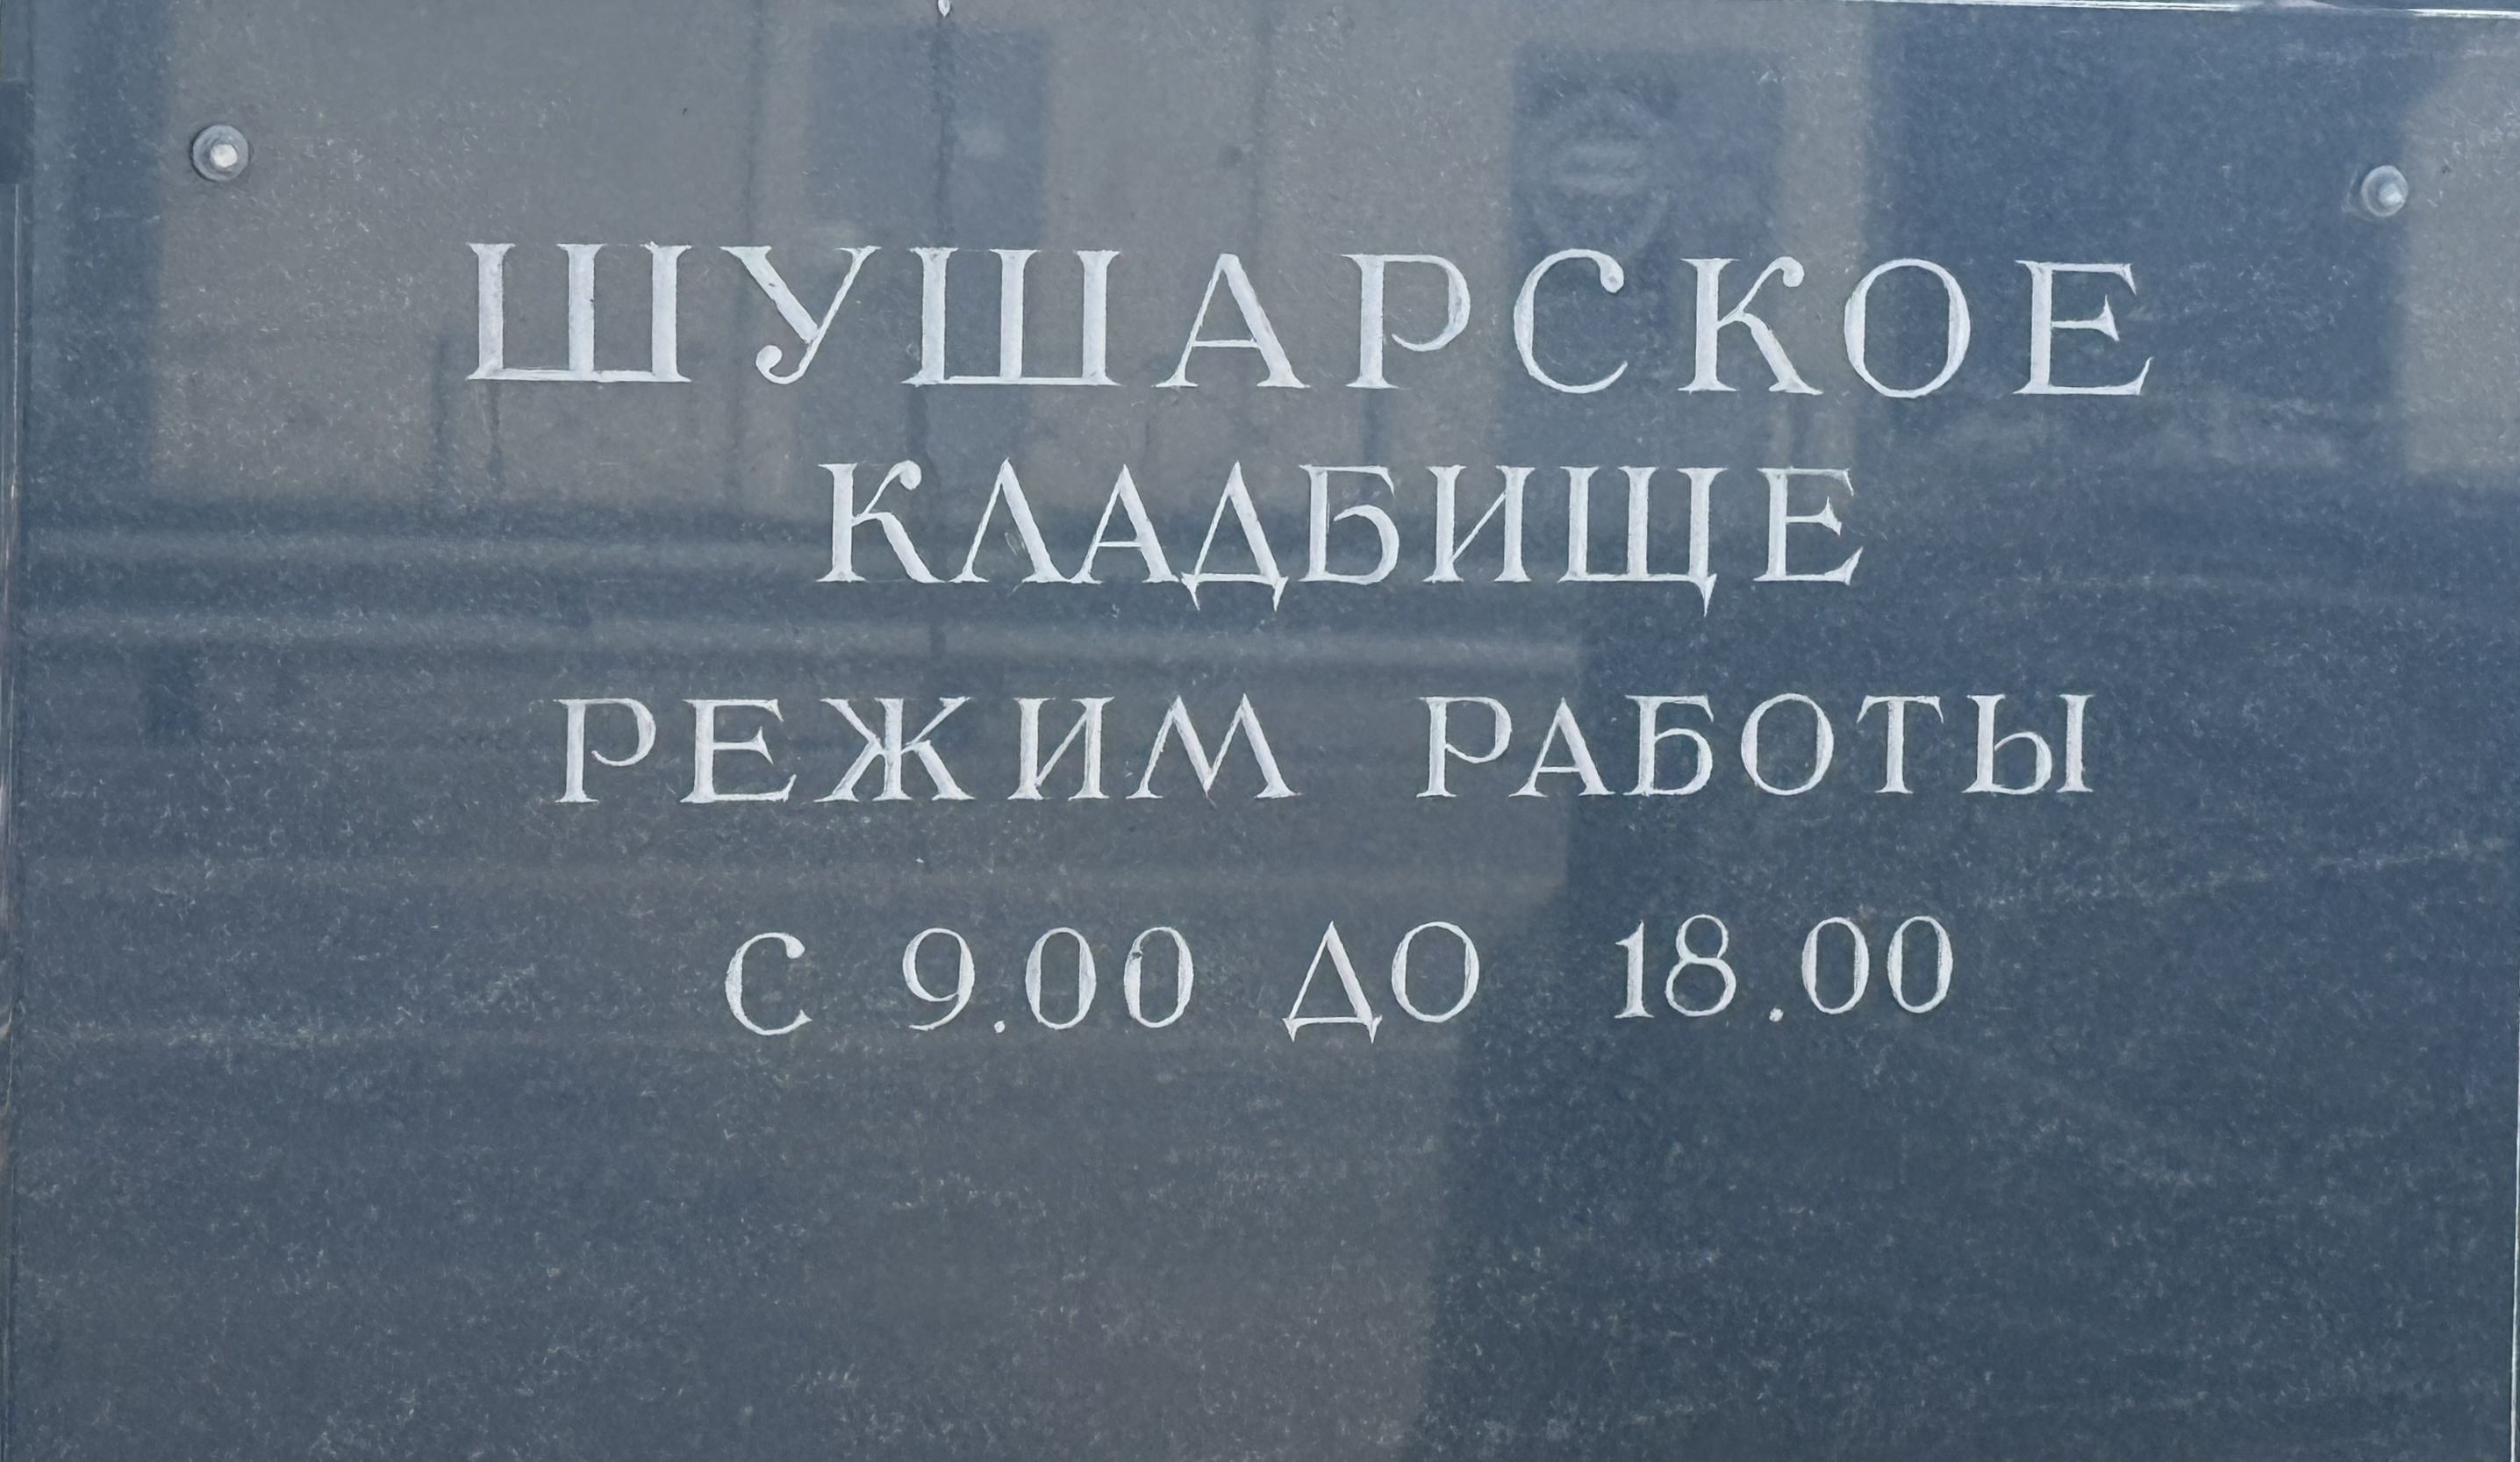 ШУШАРСКОЕ
КЛАДБИЩЕ
РЕЖИМ РАБОТЫ
С 9.00 ДО 18.00